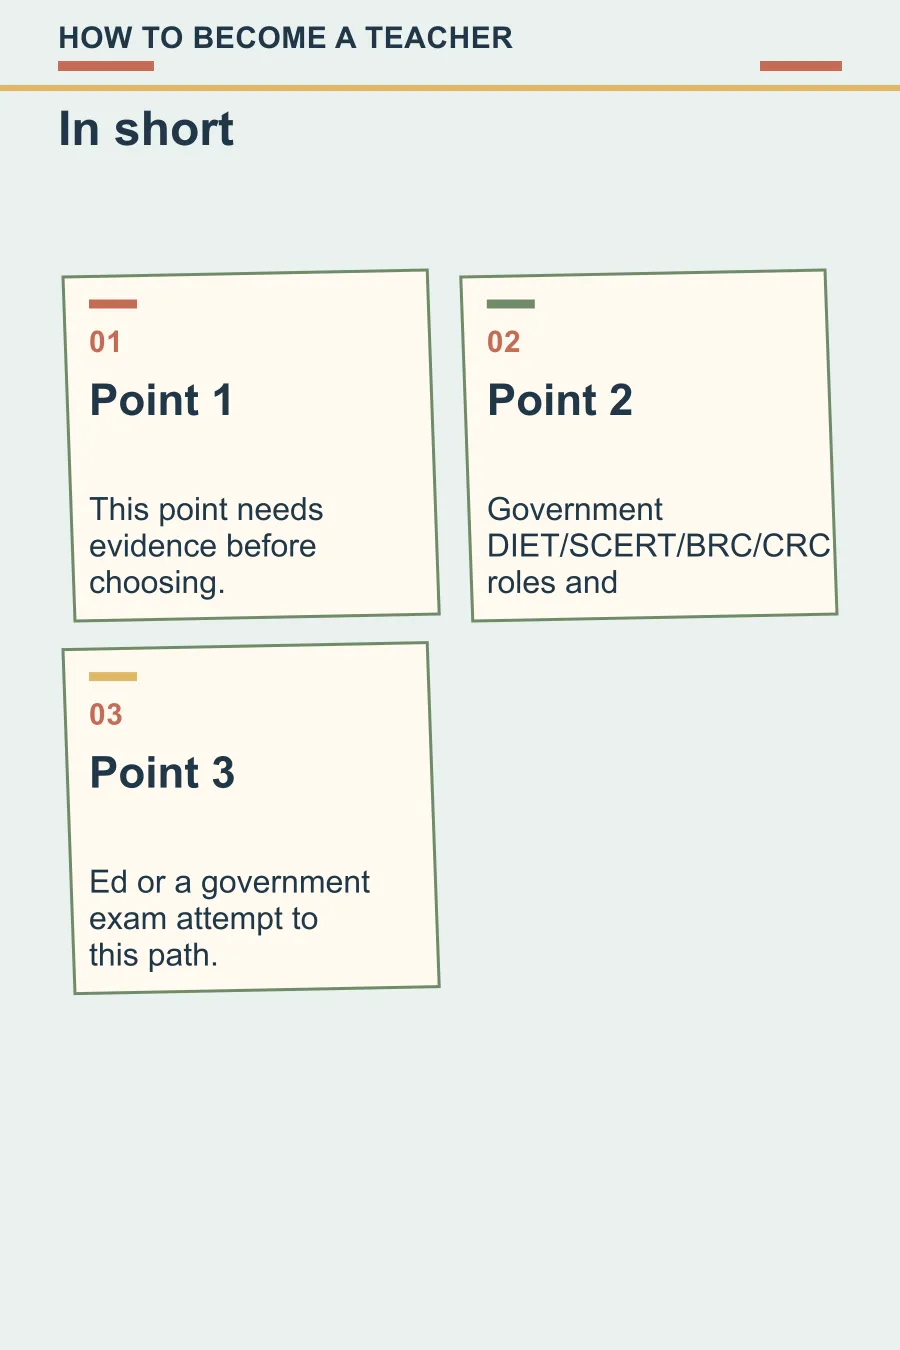 HOW TO BECOME A TEACHER
In short
01
Point 1
This point needs
evidence before
choosing.
02
Point 2
Government
DIET/SCERT/BRC/CRC
roles and
03
Point 3
Ed or a government
exam attempt to
this path.